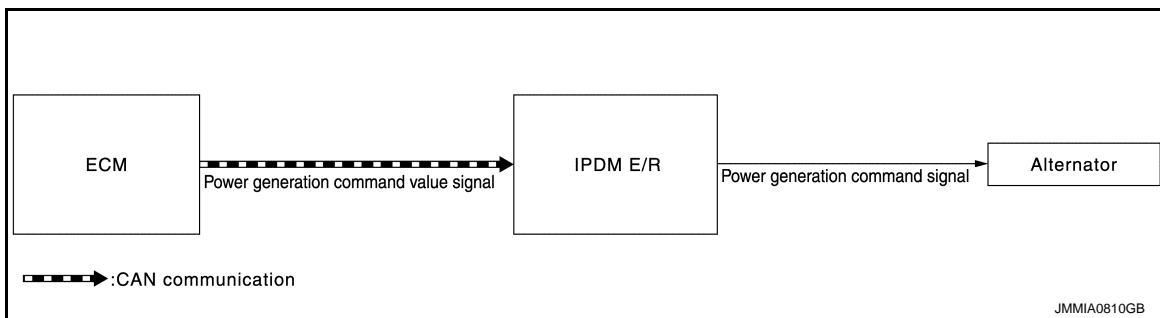 ECM
Power generation command value signal
IPDM E/R
Power generation command signal
Alternator
:CAN communication
JMMIA0810GB